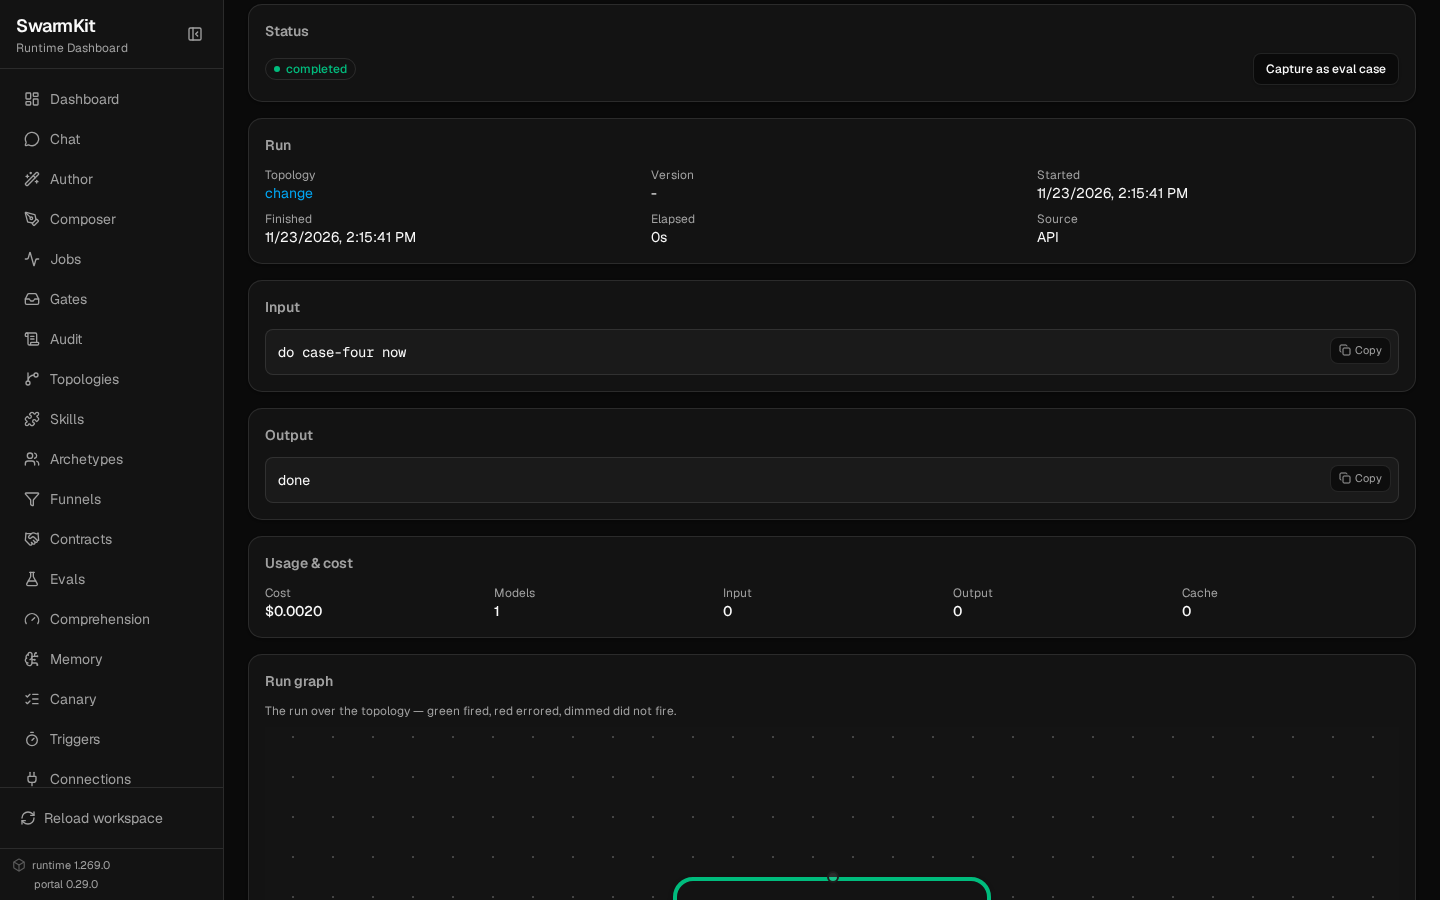 SwarmKit
Runtime Dashboard
Dashboard
Chat
Author
Composer
Jobs
Gates
Audit
Topologies
Skills
Archetypes
Funnels
Contracts
Evals
Comprehension
Memory
Canary
Triggers
Connections
Reload workspace
runtime 1.269.0
portal 0.29.0
Status
completed
Capture as eval case
Run
Topology
change
Version
-
Started
11/23/2026, 2:15:41 PM
Finished
11/23/2026, 2:15:41 PM
Elapsed
0s
Source
API
Input
do case-four now
Copy
Output
done
Copy
Usage & cost
Cost
$0.0020
Models
1
Input
0
Output
0
Cache
0
Run graph
The run over the topology — green fired, red errored, dimmed did not fire.